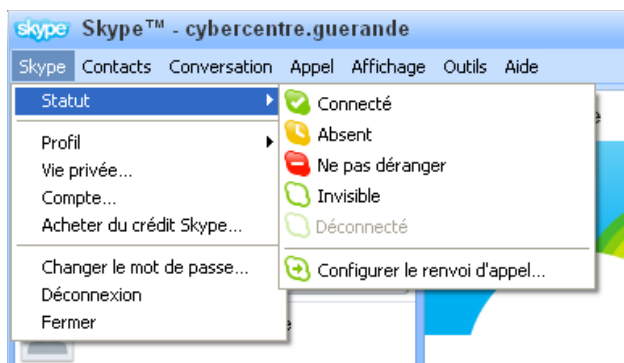 skype Skype™ - cybercentre.guerande
Skype Contacts Conversation Appel Affichage Outils Aide
Statut
Profil
Vie privée...
Compte...
Acheter du crédit Skype...
Changer le mot de passe...
Déconnexion
Fermer
Connecté
Absent
Ne pas déranger
Invisible
Déconnecté
Configurer le renvoi d'appel...